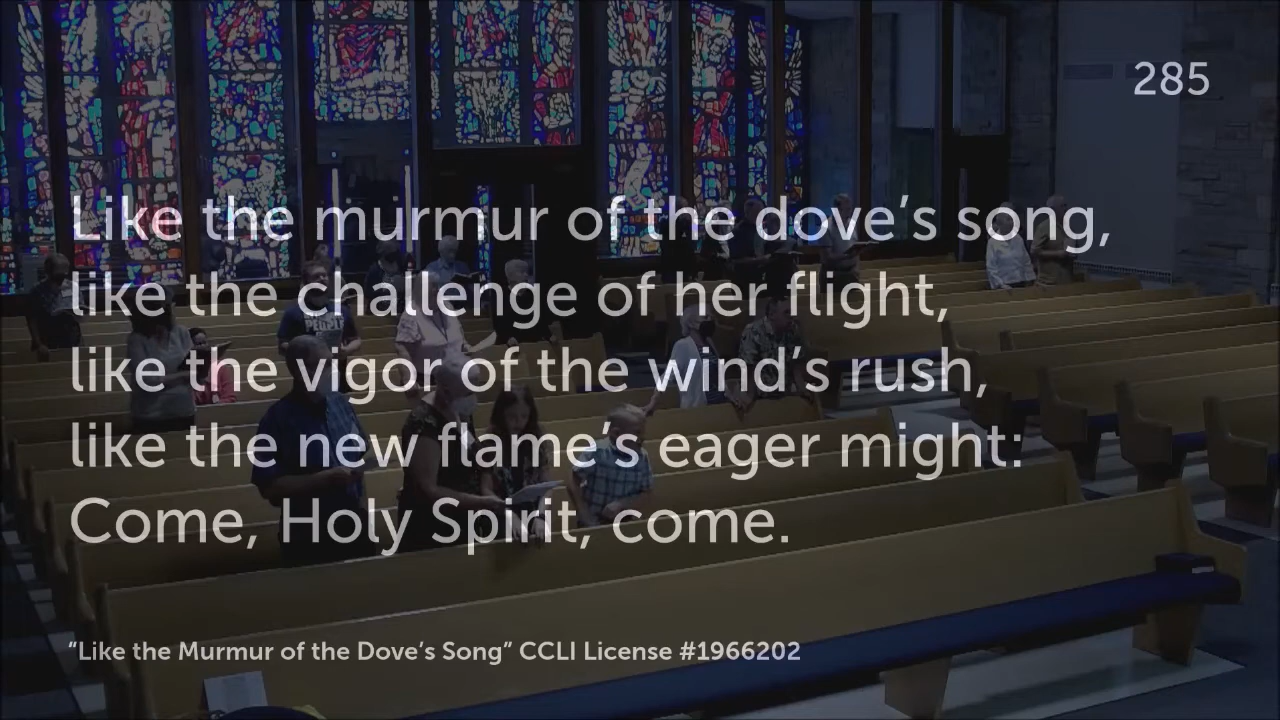 285
Like the murmur of the dove’s song,
like the challenge of her flight,
like the vigor of the wind’s rush,
like the new flame’s eager might:
Come, Holy Spirit, come.
“Like the Murmur of the Dove’s Song” CCLI License #1966202
PEOPLE